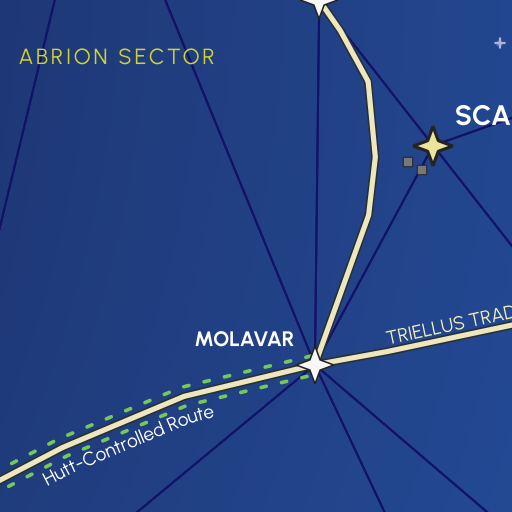 ABRION SECTOR
SCA
MOLAVAR
TRIELLUS TRAD
Hutt-Controlled Route